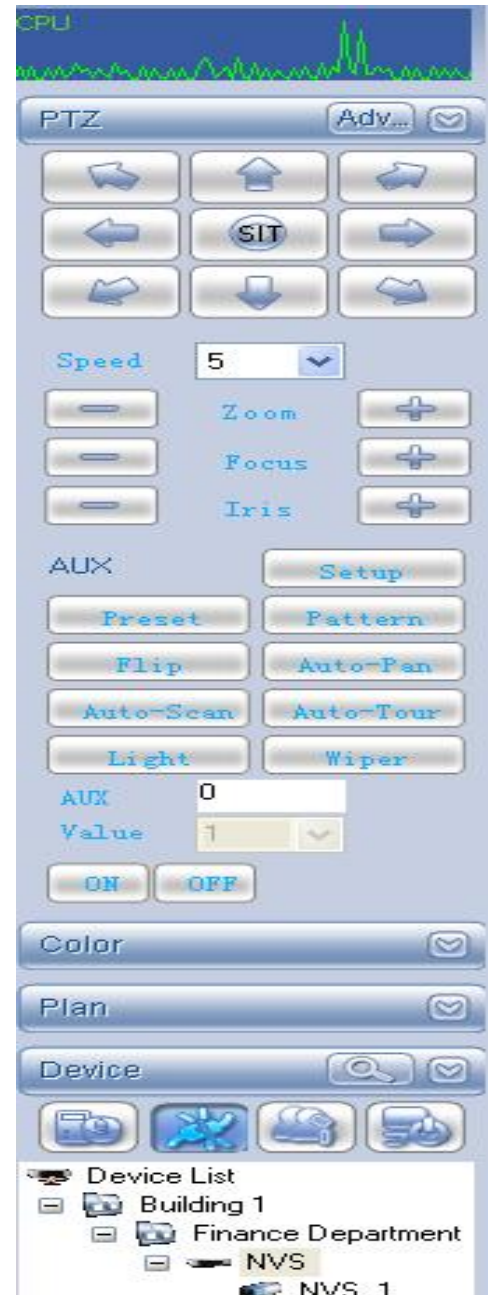 CPU
PTZ Adv...
SIT
Speed 5
Zoom
Focus
Iris
AUX Setup
Preset Pattern
Flip Auto-Pan
Auto-Scan Auto-Tour
Light Wiper
AUX 0
Value 1
ON OFF
Color
Plan
Device
Device List
Building 1
Finance Department
NVS
NVS_1